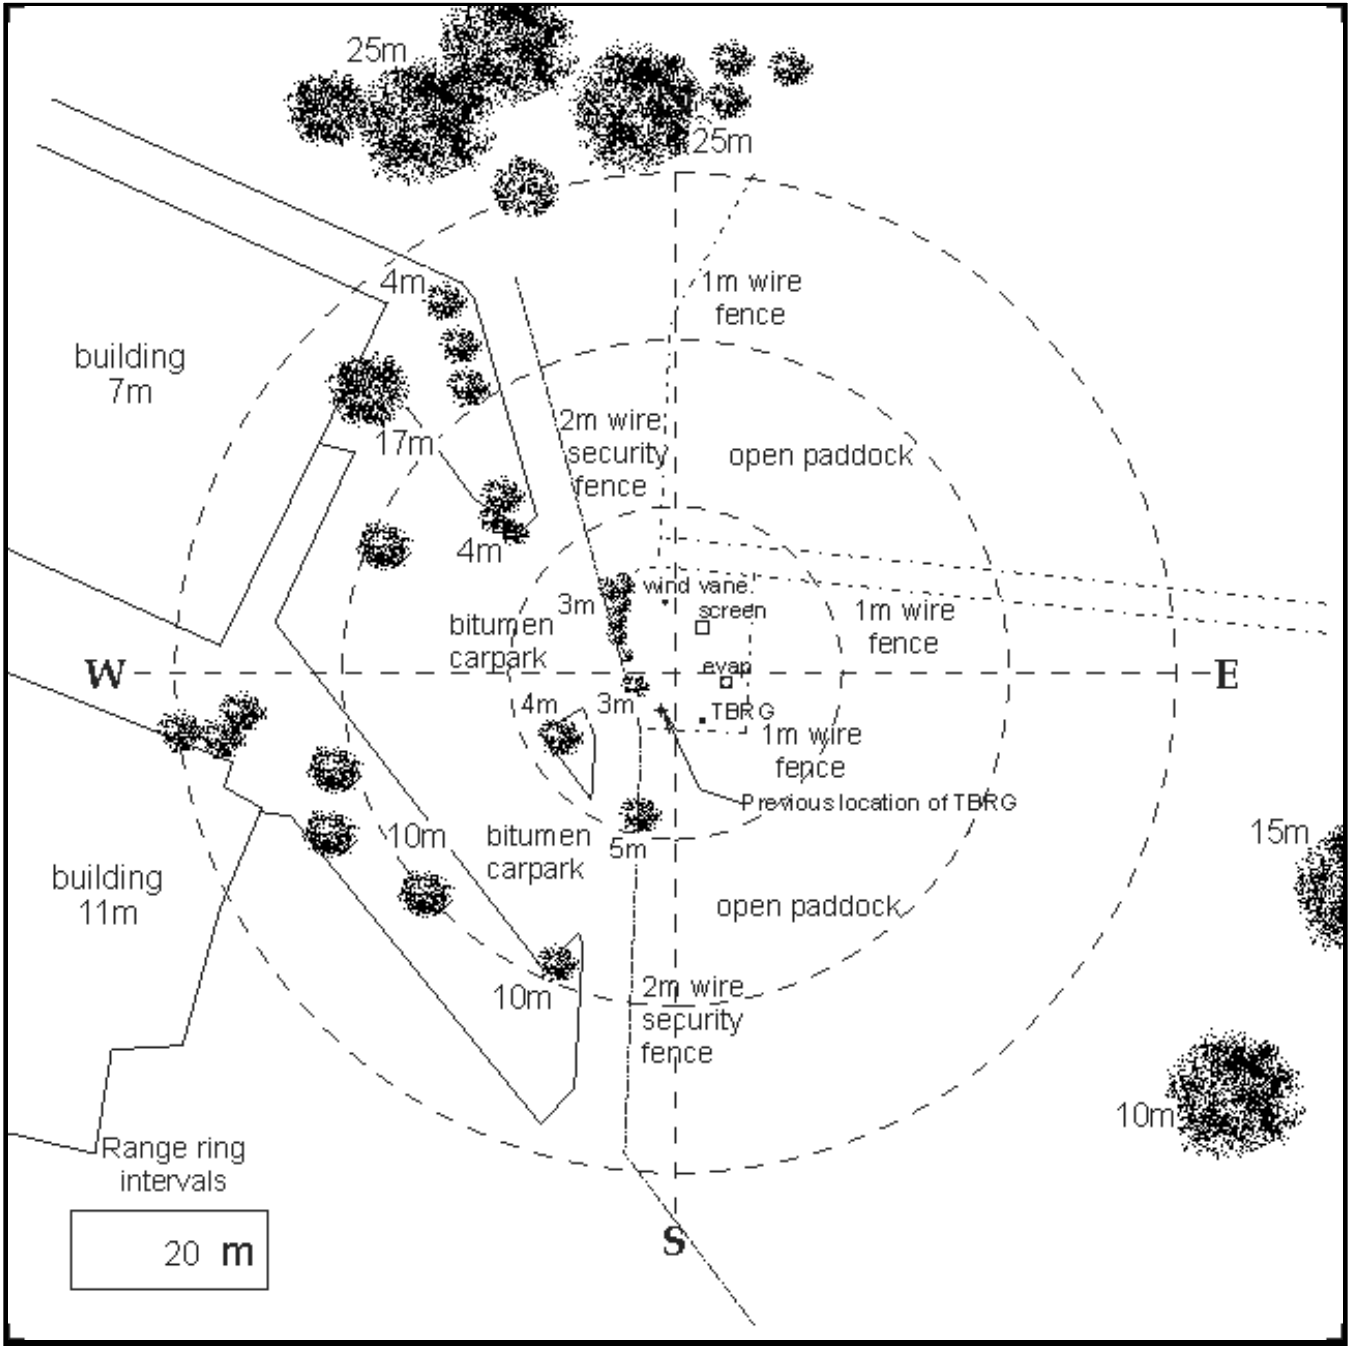 25m
25m
4m
1m wire
fence
building
7m
17m
2m wire
security
fence
open paddock
4m
wind vane
3m
screen
1m wire
fence
bitumen
carpark
W
E
evap
4m
3m
TBRG
1m wire
fence
Previous location of TBRG
10m
bitumen
carpark
5m
15m
building
11m
open paddock
10m
2m wire
security
fence
10m
Range ring
intervals
20 m
S